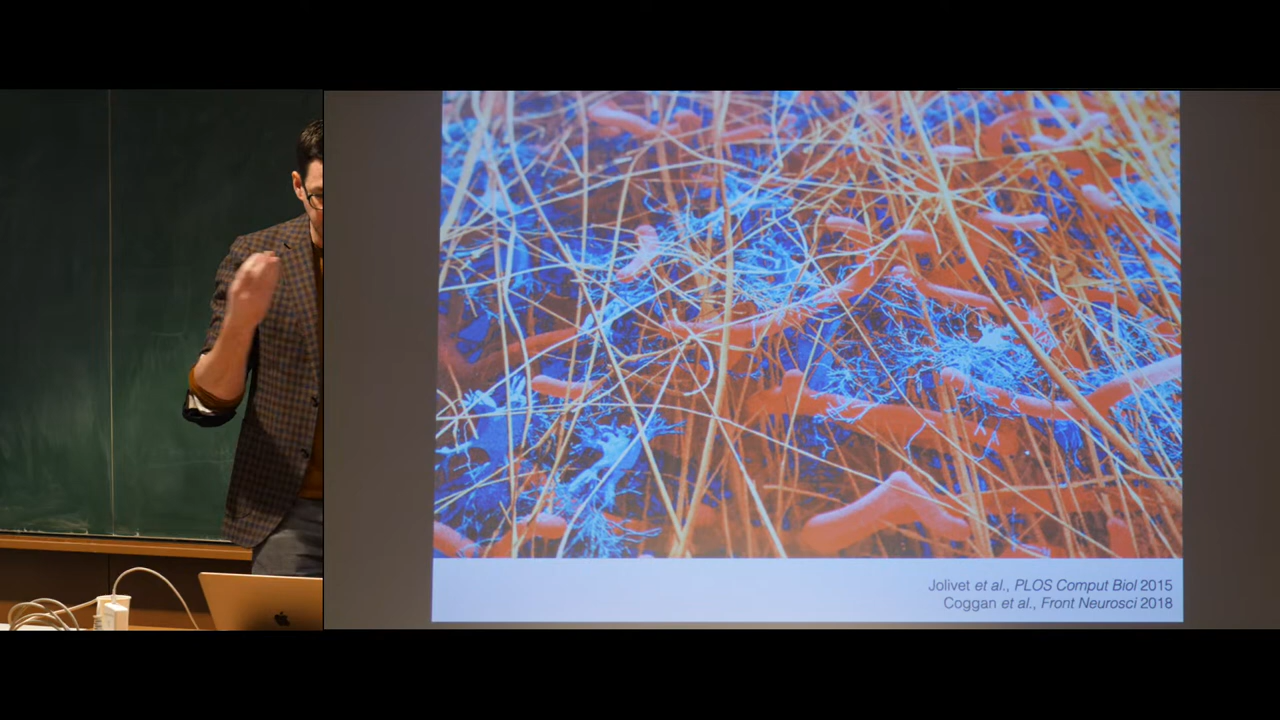 Jolivet et al., PLOS Comput Biol 2015
Coggan et al., Front Neurosci 2018